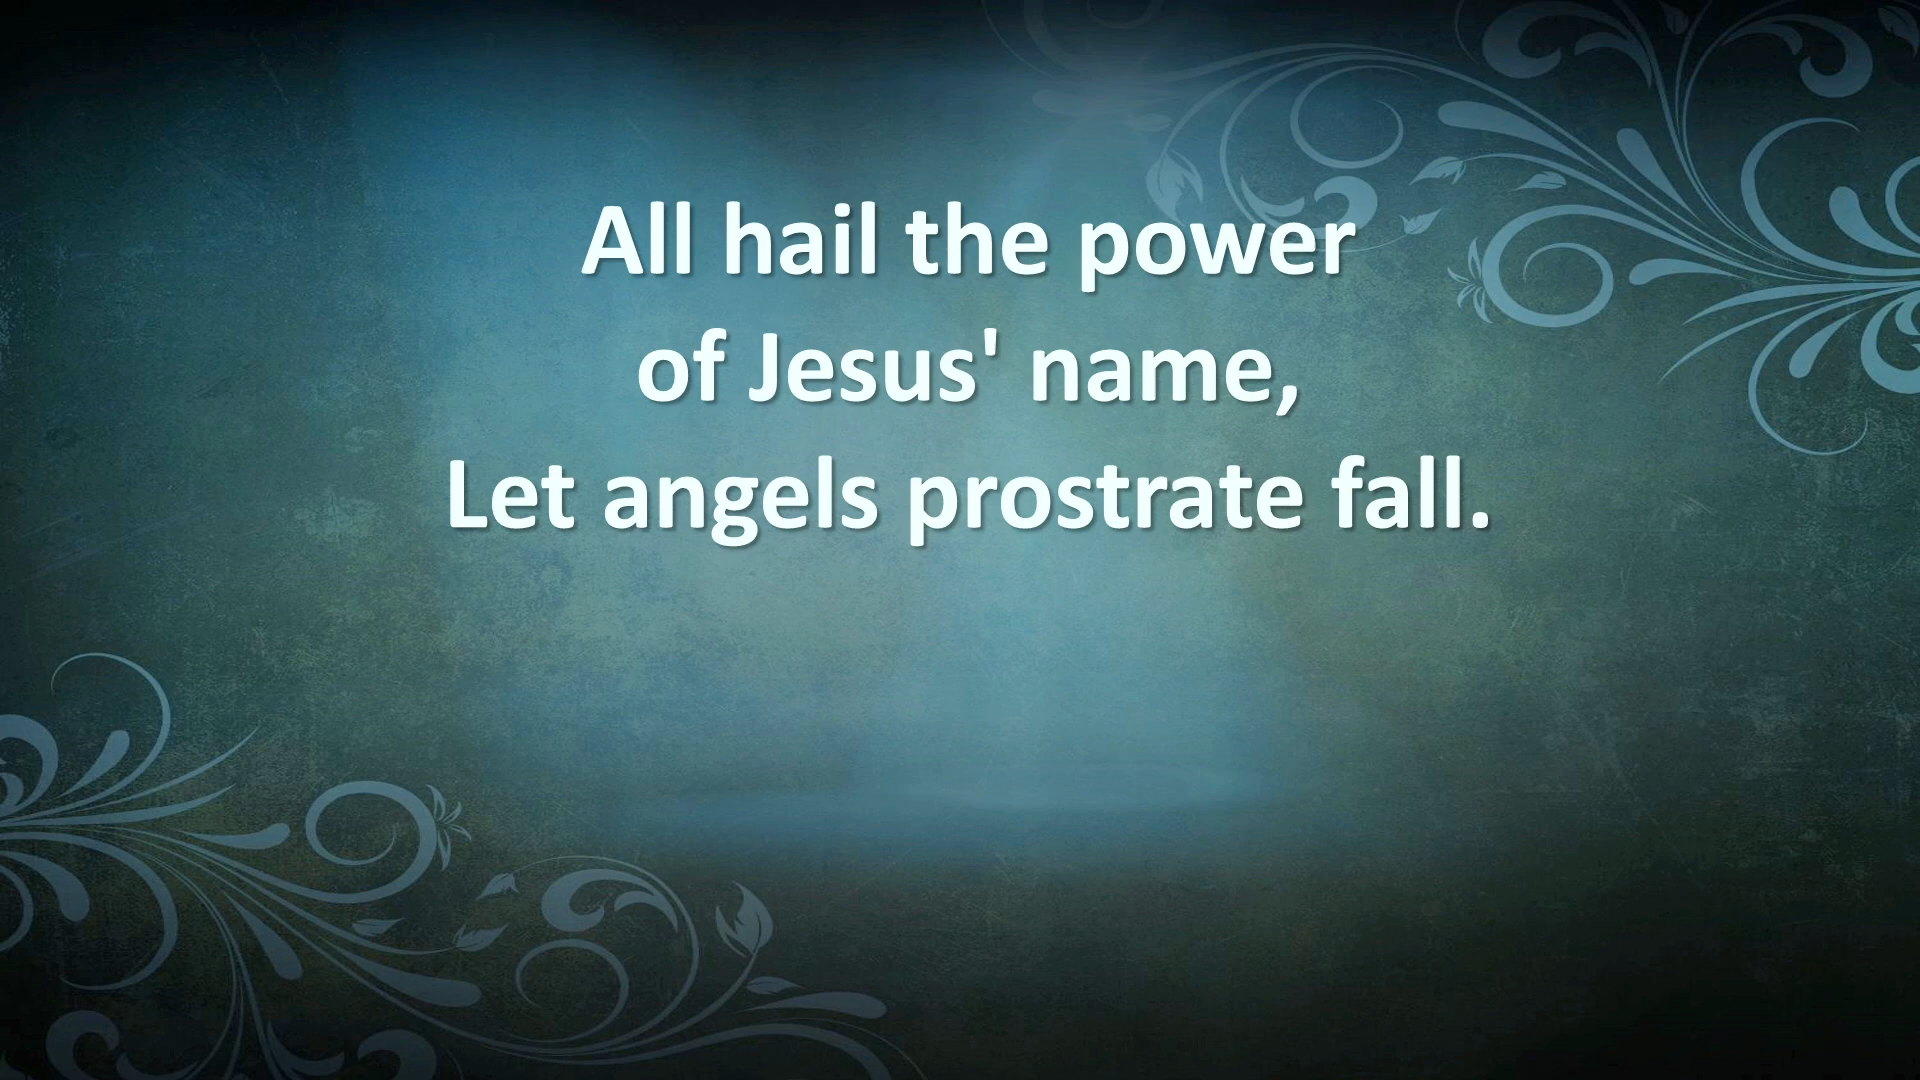 All hail the power
of Jesus' name,
Let angels prostrate fall.